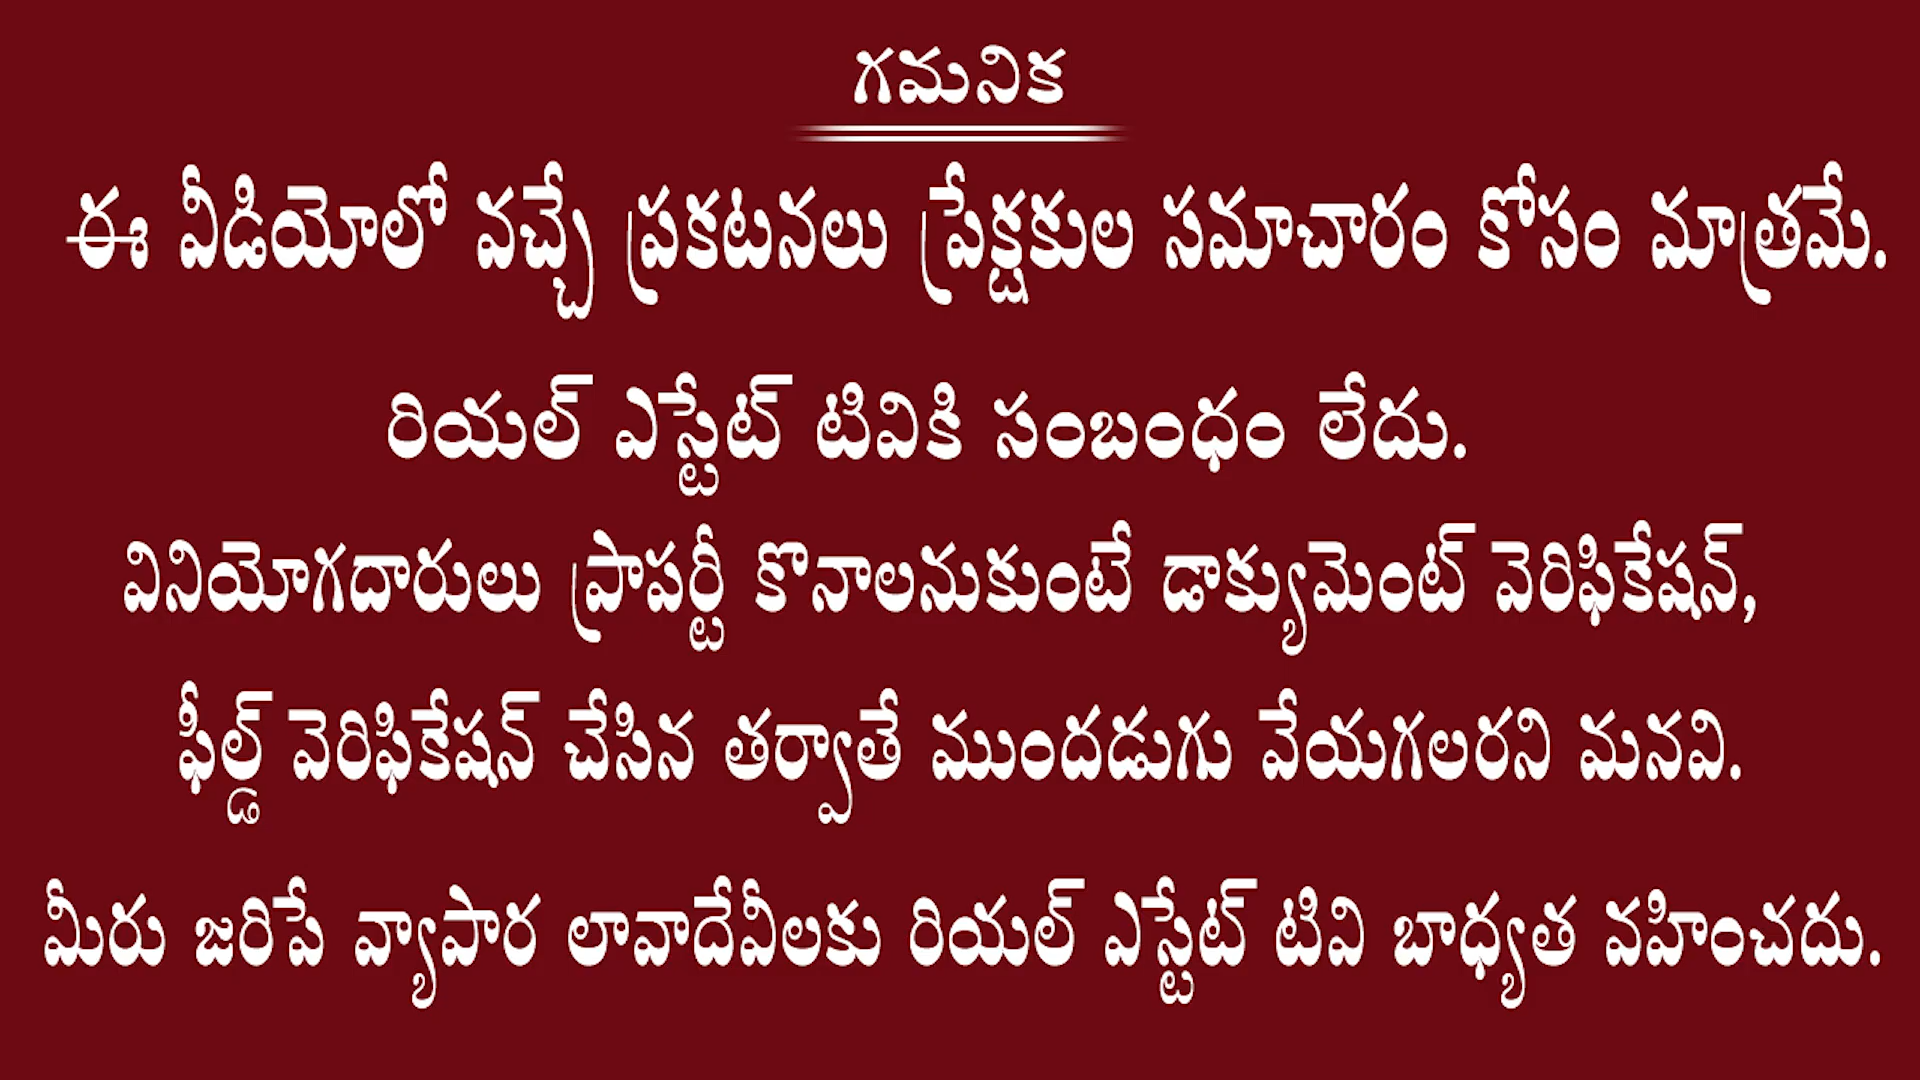 గమనిక
ఈ వీడియోలో వచ్చే ప్రకటనలు ప్రేక్షకుల సమాచారం కోసం మాత్రమే.
రియల్ ఎస్టేట్ టివికి సంబంధం లేదు.
వినియోగదారులు ప్రాపర్టీ కొనాలనుకుంటే డాక్యుమెంట్ వెరిఫికేషన్,
ఫీల్డ్ వెరిఫికేషన్ చేసిన తర్వాతే ముందడుగు వేయగలరని మనవి.
మీరు జరిపే వ్యాపార లావాదేవీలకు రియల్ ఎస్టేట్ టివి బాధ్యత వహించదు.